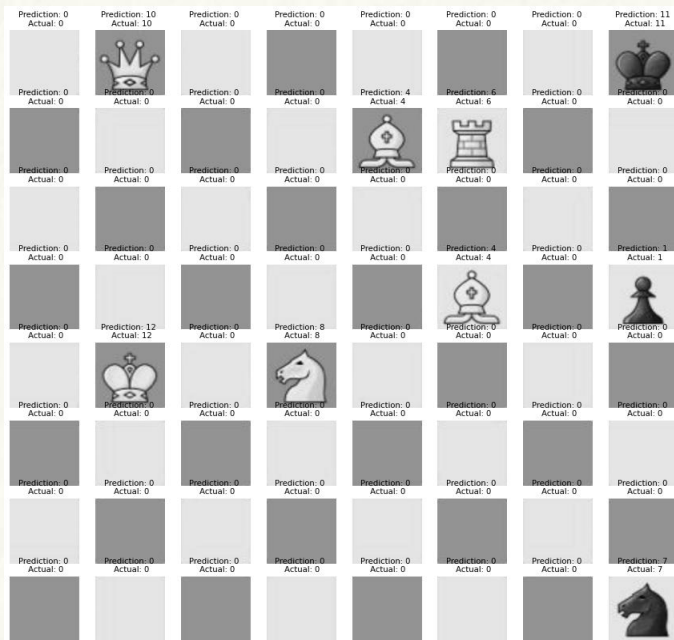 Prediction: 0 Prediction: 10 Prediction: 0 Prediction: 0 Prediction: 0 Prediction: 0 Prediction: 0 Prediction: 11
Actual: 0 Actual: 10 Actual: 0 Actual: 0 Actual: 0 Actual: 0 Actual: 0 Actual: 11
Prediction: 0 Prediction: 0 Prediction: 0 Prediction: 0 Prediction: 4 Prediction: 6 Prediction: 0 Prediction: 0
Actual: 0 Actual: 0 Actual: 0 Actual: 0 Actual: 4 Actual: 6 Actual: 0 Actual: 0
Prediction: 0 Prediction: 0 Prediction: 0 Prediction: 0 Prediction: 0 Prediction: 0 Prediction: 0 Prediction: 0
Actual: 0 Actual: 0 Actual: 0 Actual: 0 Actual: 0 Actual: 0 Actual: 0 Actual: 0
Prediction: 0 Prediction: 0 Prediction: 0 Prediction: 0 Prediction: 0 Prediction: 4 Prediction: 0 Prediction: 1
Actual: 0 Actual: 0 Actual: 0 Actual: 0 Actual: 0 Actual: 4 Actual: 0 Actual: 1
Prediction: 0 Prediction: 12 Prediction: 0 Prediction: 8 Prediction: 0 Prediction: 0 Prediction: 0 Prediction: 0
Actual: 0 Actual: 12 Actual: 0 Actual: 8 Actual: 0 Actual: 0 Actual: 0 Actual: 0
Prediction: 0 Prediction: 0 Prediction: 0 Prediction: 0 Prediction: 0 Prediction: 0 Prediction: 0 Prediction: 0
Actual: 0 Actual: 0 Actual: 0 Actual: 0 Actual: 0 Actual: 0 Actual: 0 Actual: 0
Prediction: 0 Prediction: 0 Prediction: 0 Prediction: 0 Prediction: 0 Prediction: 0 Prediction: 0 Prediction: 0
Actual: 0 Actual: 0 Actual: 0 Actual: 0 Actual: 0 Actual: 0 Actual: 0 Actual: 0
Prediction: 0 Prediction: 0 Prediction: 0 Prediction: 0 Prediction: 0 Prediction: 0 Prediction: 0 Prediction: 7
Actual: 0 Actual: 0 Actual: 0 Actual: 0 Actual: 0 Actual: 0 Actual: 0 Actual: 7